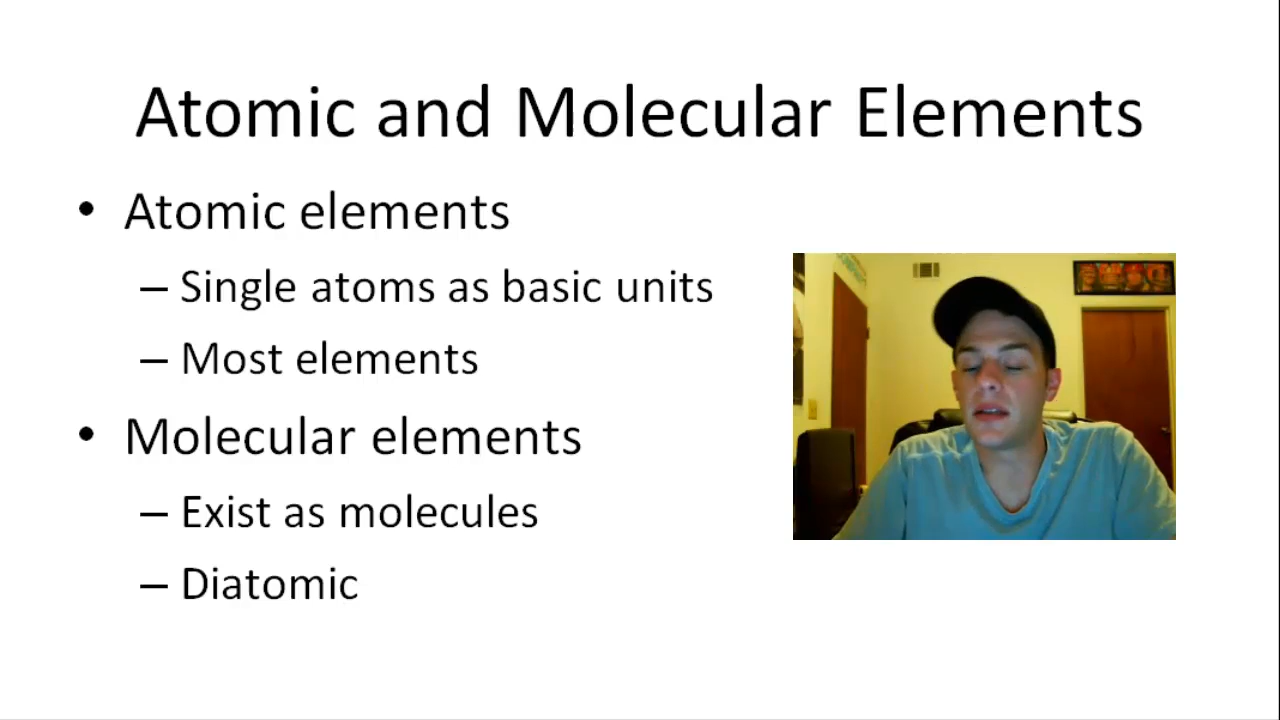 Atomic and Molecular Elements
• Atomic elements
– Single atoms as basic units
– Most elements
• Molecular elements
– Exist as molecules
– Diatomic